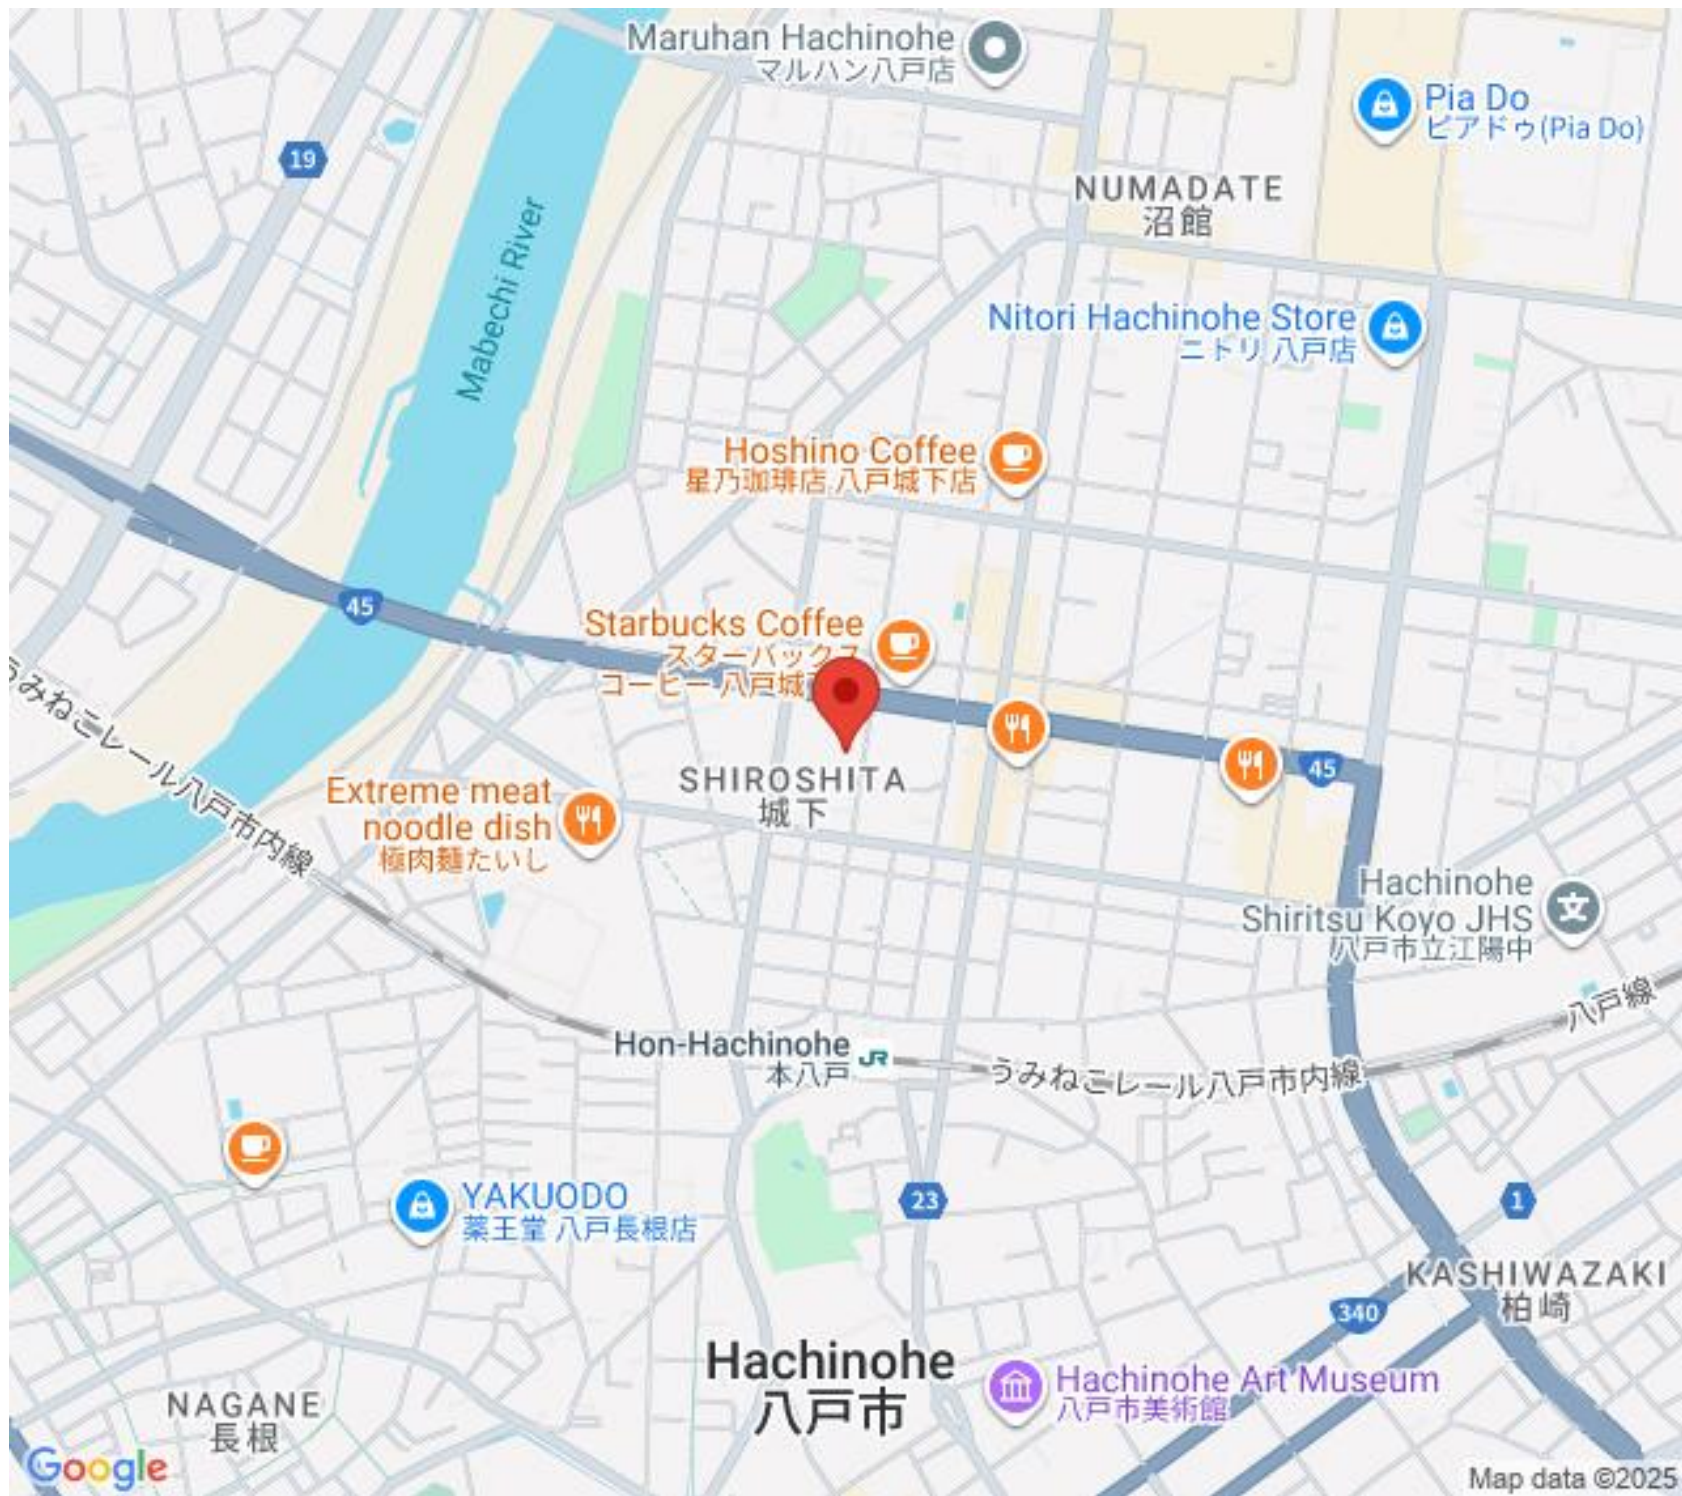 Maruhan Hachinohe
マルハン八戸店
Pia Do
ピアドゥ(Pia Do)
19
NUMADATE
沼館
Mabechi River
Nitori Hachinohe Store
ニトリ 八戸店
Hoshino Coffee
星乃珈琲店 八戸城下店
45
Starbucks Coffee
スターバックス
コーヒー 八戸城
うみねこレール八戸市内線
45
SHIROSHITA
城下
Extreme meat
noodle dish
極肉麺たいし
Hachinohe
Shiritsu Koyo JHS
八戸市立江陽中
文
八戸線
Hon-Hachinohe
本八戸
JR
うみねこレール八戸市内線
YAKUODO
薬王堂 八戸長根店
23
1
KASHIWAZAKI
柏崎
340
Hachinohe
八戸市
Hachinohe Art Museum
八戸市美術館
NAGANE
長根
Google
Map data ©2025